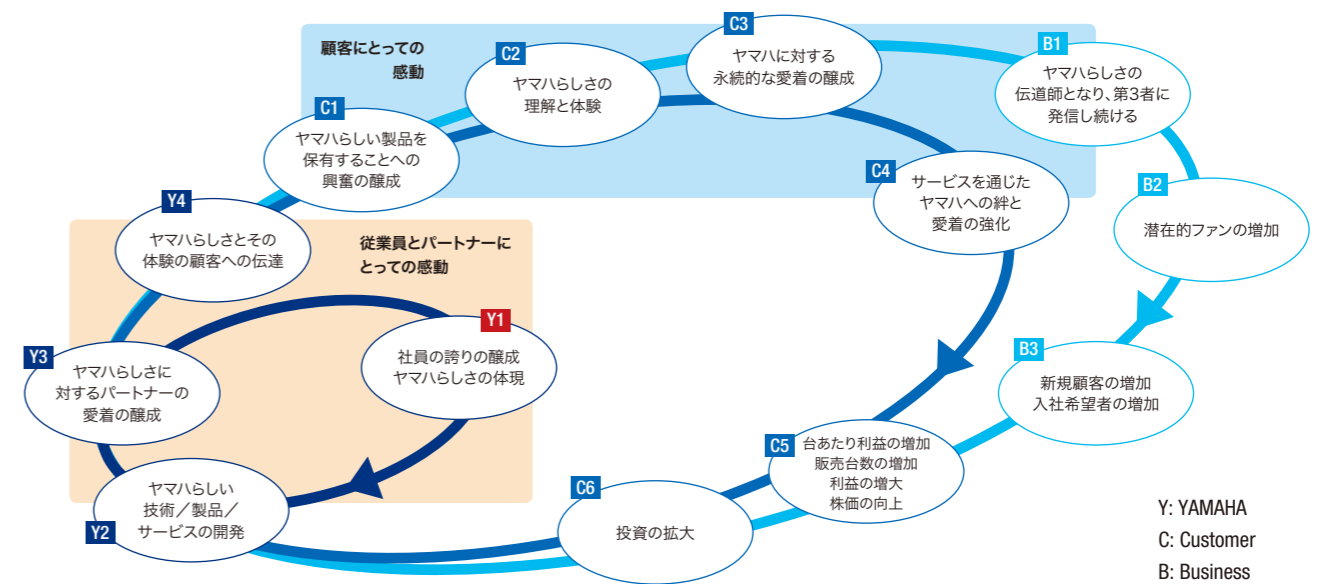 顧客にとっての
感動
C1
ヤマハらしい製品を
保有することへの
興奮の醸成
C2
ヤマハらしさの
理解と体験
C3
ヤマハに対する
永続的な愛着の醸成
B1
ヤマハらしさの
伝道師となり、第3者に
発信し続ける
C4
サービスを通じた
ヤマハへの絆と
愛着の強化
B2
潜在的ファンの増加
Y4
ヤマハらしさとその
体験の顧客への伝達
従業員とパートナーに
とっての感動
Y1
社員の誇りの醸成
ヤマハらしさの体現
Y3
ヤマハらしさに
対するパートナーの
愛着の醸成
B3
新規顧客の増加
入社希望者の増加
Y2
ヤマハらしい
技術／製品／
サービスの開発
C6
投資の拡大
C5
台あたり利益の増加
販売台数の増加
利益の増大
株価の向上
Y: YAMAHA
C: Customer
B: Business